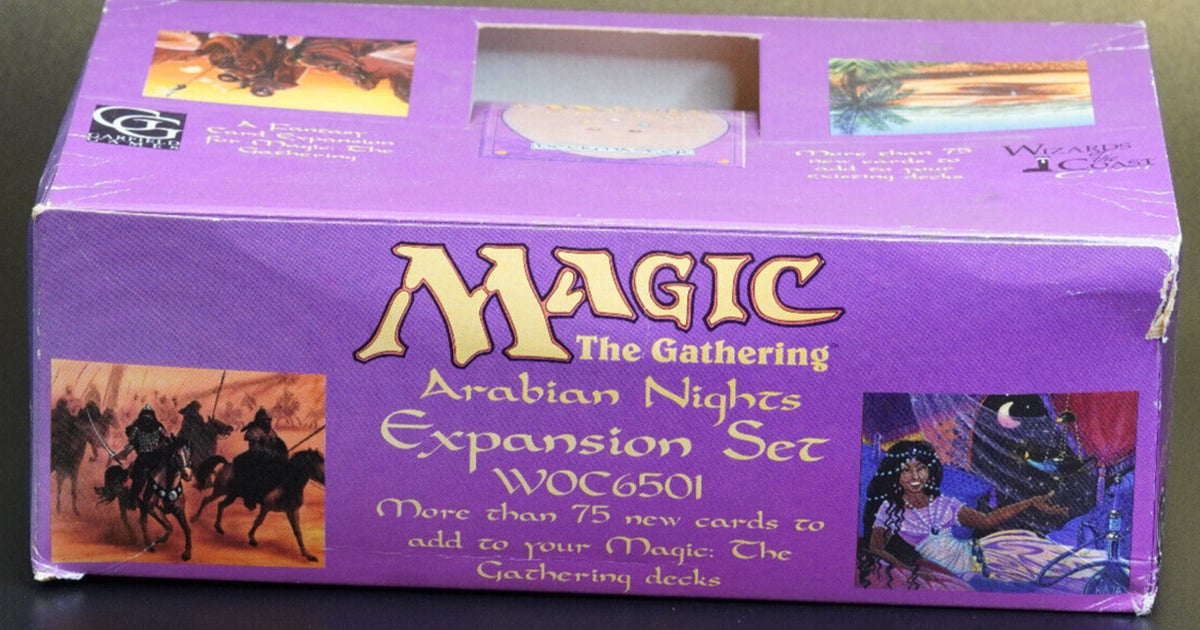 GG
GARFIELD
GAMES
A Fantasy
Card Expansion
for Magic: The
Gathering
More than 75
new cards to
add to your
existing decks
WIZARDS
of the
COAST
MAGIC
The Gathering
Arabian Nights
Expansion Set
WOC6501
More than 75 new cards to
add to your Magic: The
Gathering decks
KAJA